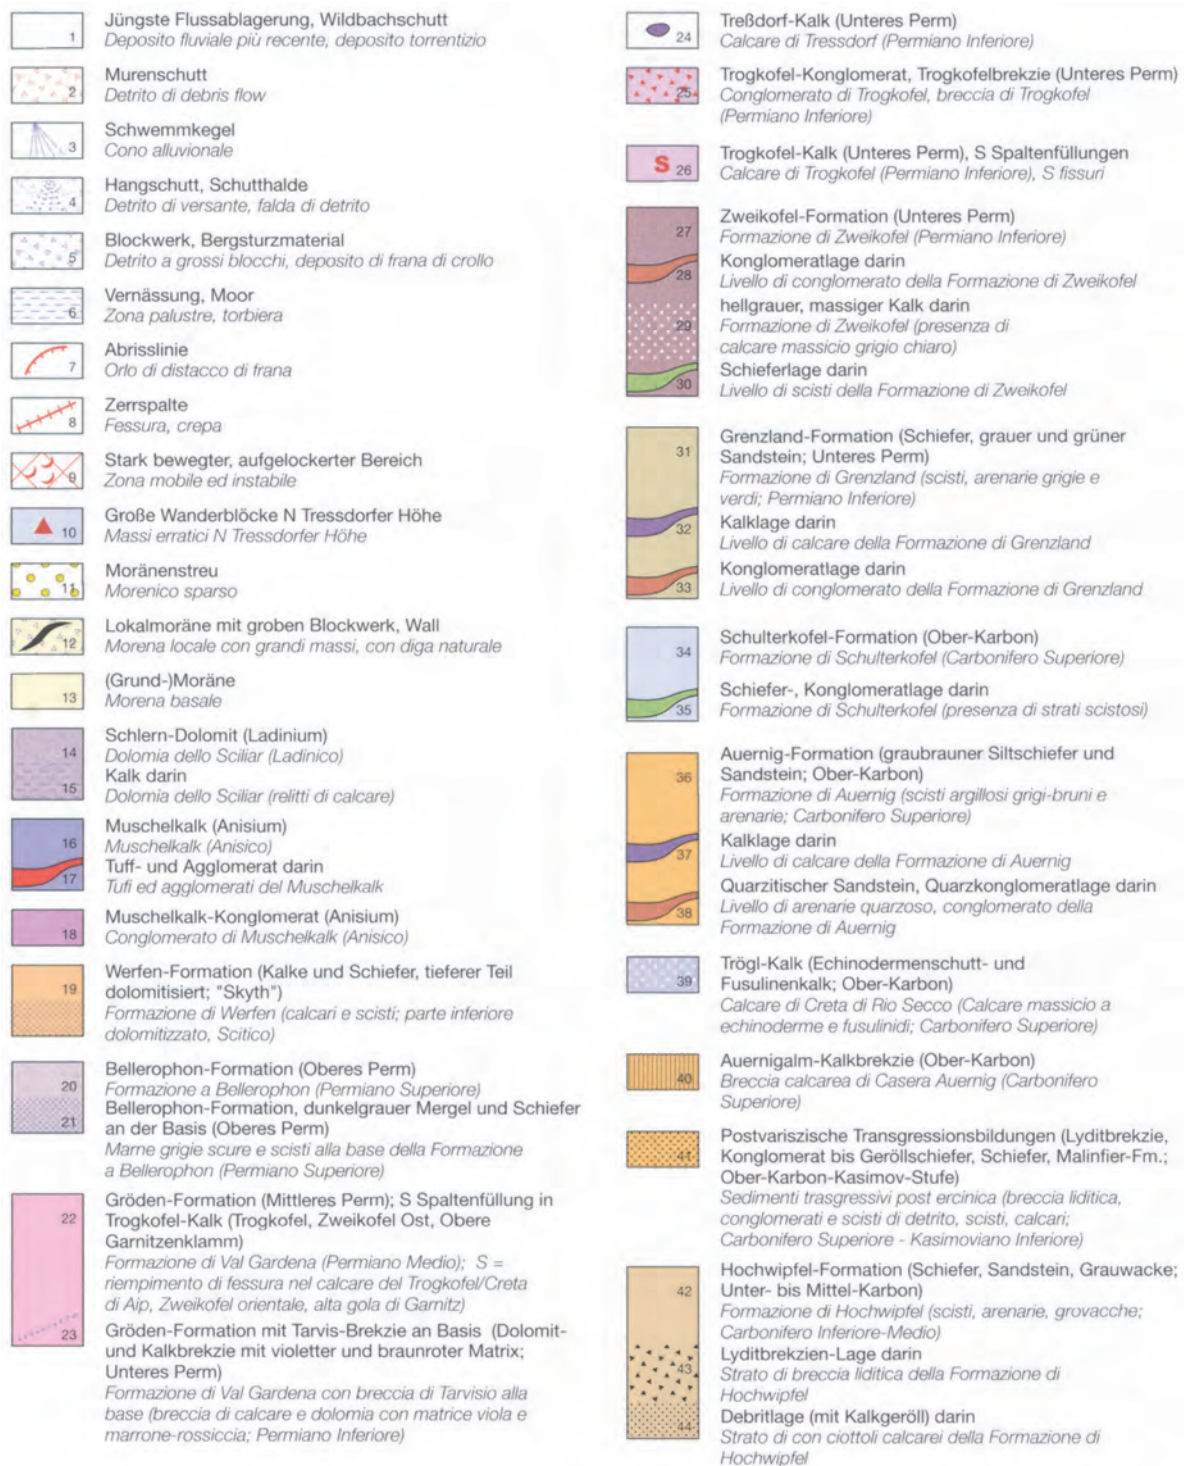 1
Jüngste Flussablagerung, Wildbachschutt
Deposito fluviale più recente, deposito torrentizio
2
Murenschutt
Detrito di debris flow
3
Schwemmkegel
Cono alluvionale
4
Hangschutt, Schutthalde
Detrito di versante, falda di detrito
5
Blockwerk, Bergsturzmaterial
Detrito a grossi blocchi, deposito di frana di crollo
6
Vernässung, Moor
Zona palustre, torbiera
7
Abrisslinie
Orlo di distacco di frana
8
Zerrspalte
Fessura, crepa
9
Stark bewegter, aufgelockerter Bereich
Zona mobile ed instabile
10
Große Wanderblöcke N Tressdorfer Höhe
Massi erratici N Tressdorfer Höhe
11
Moränenstreu
Morenico sparso
12
Lokalmoräne mit groben Blockwerk, Wall
Morena locale con grandi massi, con diga naturale
13
(Grund-)Moräne
Morena basale
14
Schlern-Dolomit (Ladinium)
Dolomia dello Sciliar (Ladinico)
15
Kalk darin
Dolomia dello Sciliar (relitti di calcare)
16
Muschelkalk (Anisium)
Muschelkalk (Anisico)
17
Tuff- und Agglomerat darin
Tufi ed agglomerati del Muschelkalk
18
Muschelkalk-Konglomerat (Anisium)
Conglomerato di Muschelkalk (Anisico)
19
Werfen-Formation (Kalke und Schiefer, tieferer Teil
dolomitisiert; "Skyth")
Formazione di Werfen (calcari e scisti; parte inferiore
dolomitizzato, Scitico)
20
Bellerophon-Formation (Oberes Perm)
Formazione a Bellerophon (Permiano Superiore)
21
Bellerophon-Formation, dunkelgrauer Mergel und Schiefer
an der Basis (Oberes Perm)
Marne grigie scure e scisti alla base della Formazione
a Bellerophon (Permiano Superiore)
22
Gröden-Formation (Mittleres Perm); S Spaltenfüllung in
Trogkofel-Kalk (Trogkofel, Zweikofel Ost, Obere
Garnitzenklamm)
Formazione di Val Gardena (Permiano Medio); S =
riempimento di fessura nel calcare del Trogkofel/Creta
di Aip, Zweikofel orientale, alta gola di Garnitz)
23
Gröden-Formation mit Tarvis-Brekzie an Basis (Dolomit-
und Kalkbrekzie mit violetter und braunroter Matrix;
Unteres Perm)
Formazione di Val Gardena con breccia di Tarvisio alla
base (breccia di calcare e dolomia con matrice viola e
marrone-rossiccia; Permiano Inferiore)
24
Treßdorf-Kalk (Unteres Perm)
Calcare di Tressdorf (Permiano Inferiore)
25
Trogkofel-Konglomerat, Trogkofelbrekzie (Unteres Perm)
Conglomerato di Trogkofel, breccia di Trogkofel
(Permiano Inferiore)
S 26
Trogkofel-Kalk (Unteres Perm), S Spaltenfüllungen
Calcare di Trogkofel (Permiano Inferiore), S fissuri
27
Zweikofel-Formation (Unteres Perm)
Formazione di Zweikofel (Permiano Inferiore)
28
Konglomeratlage darin
Livello di conglomerato della Formazione di Zweikofel
29
hellgrauer, massiger Kalk darin
Formazione di Zweikofel (presenza di
calcare massicio grigio chiaro)
30
Schieferlage darin
Livello di scisti della Formazione di Zweikofel
31
Grenzland-Formation (Schiefer, grauer und grüner
Sandstein; Unteres Perm)
Formazione di Grenzland (scisti, arenarie grigie e
verdi; Permiano Inferiore)
32
Kalklage darin
Livello di calcare della Formazione di Grenzland
33
Konglomeratlage darin
Livello di conglomerato della Formazione di Grenzland
34
Schulterkofel-Formation (Ober-Karbon)
Formazione di Schulterkofel (Carbonifero Superiore)
35
Schiefer-, Konglomeratlage darin
Formazione di Schulterkofel (presenza di strati scistosi)
36
Auernig-Formation (graubrauner Siltschiefer und
Sandstein; Ober-Karbon)
Formazione di Auernig (scisti argillosi grigi-bruni e
arenarie; Carbonifero Superiore)
37
Kalklage darin
Livello di calcare della Formazione di Auernig
38
Quarzitischer Sandstein, Quarzkonglomeratlage darin
Livello di arenarie quarzoso, conglomerato della
Formazione di Auernig
39
Trögl-Kalk (Echinodermenschutt- und
Fusulinenkalk; Ober-Karbon)
Calcare di Creta di Rio Secco (Calcare massicio a
echinoderme e fusulinidi; Carbonifero Superiore)
40
Auernigalm-Kalkbrekzie (Ober-Karbon)
Breccia calcarea di Casera Auernig (Carbonifero
Superiore)
41
Postvariszische Transgressionsbildungen (Lyditbrekzie,
Konglomerat bis Geröllschiefer, Schiefer, Malinfier-Fm.;
Ober-Karbon-Kasimov-Stufe)
Sedimenti trasgressivi post ercinica (breccia liditica,
conglomerati e scisti di detrito, scisti, calcari;
Carbonifero Superiore - Kasimoviano Inferiore)
42
Hochwipfel-Formation (Schiefer, Sandstein, Grauwacke;
Unter- bis Mittel-Karbon)
Formazione di Hochwipfel (scisti, arenarie, grovacche;
Carbonifero Inferiore-Medio)
43
Lyditbrekzien-Lage darin
Strato di breccia liditica della Formazione di
Hochwipfel
44
Debritlage (mit Kalkgeröll) darin
Strato di con ciottoli calcarei della Formazione di
Hochwipfel